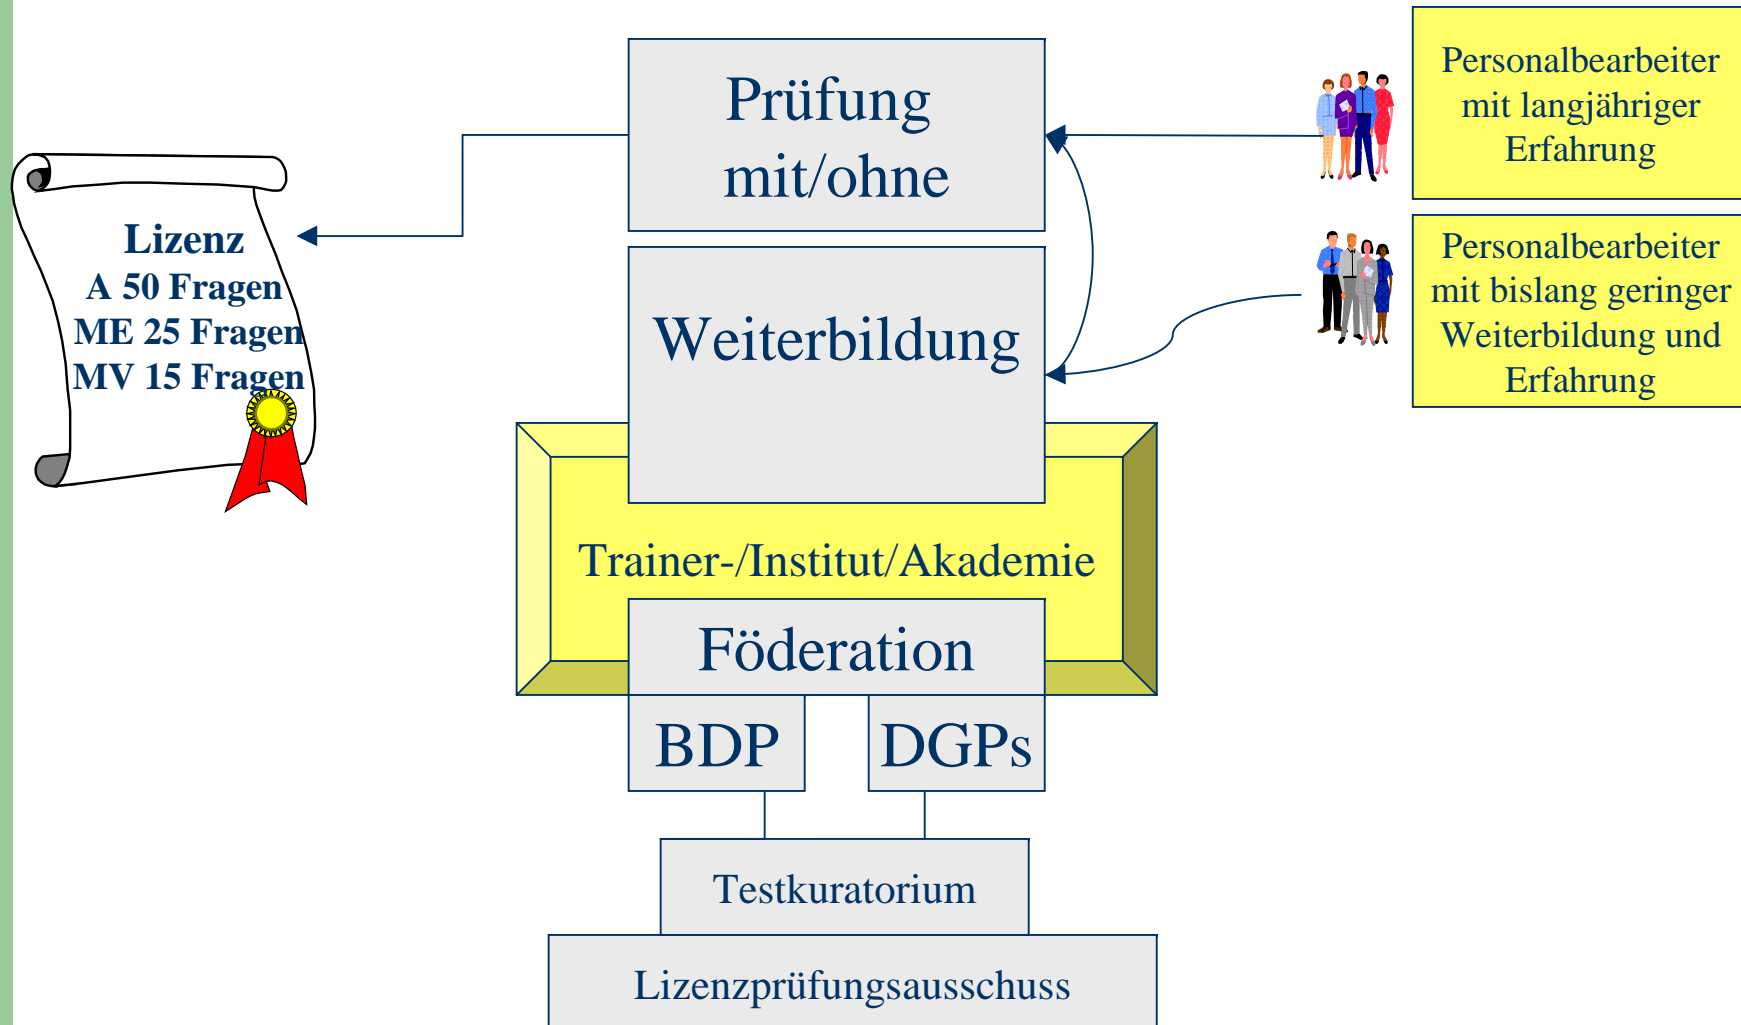 Prüfung
mit/ohne
Personalbearbeiter
mit langjähriger
Erfahrung
Lizenz
A 50 Fragen
ME 25 Fragen
MV 15 Fragen
Weiterbildung
Personalbearbeiter
mit bislang geringer
Weiterbildung und
Erfahrung
Trainer-/Institut/Akademie
Föderation
BDP
DGPs
Testkuratorium
Lizenzprüfungsausschuss